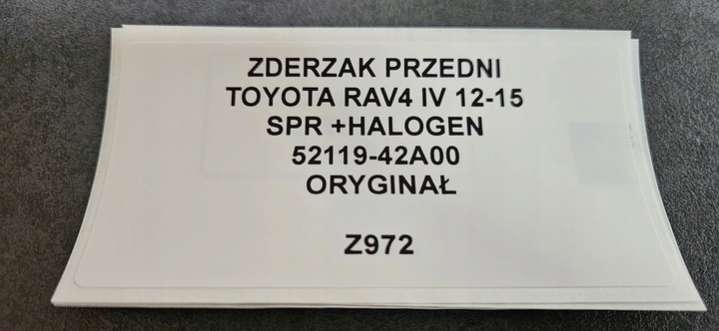 ZDERZAK PRZEDNI
TOYOTA RAV4 IV 12-15
SPR +HALOGEN
52119-42A00
ORYGINAŁ
Z972